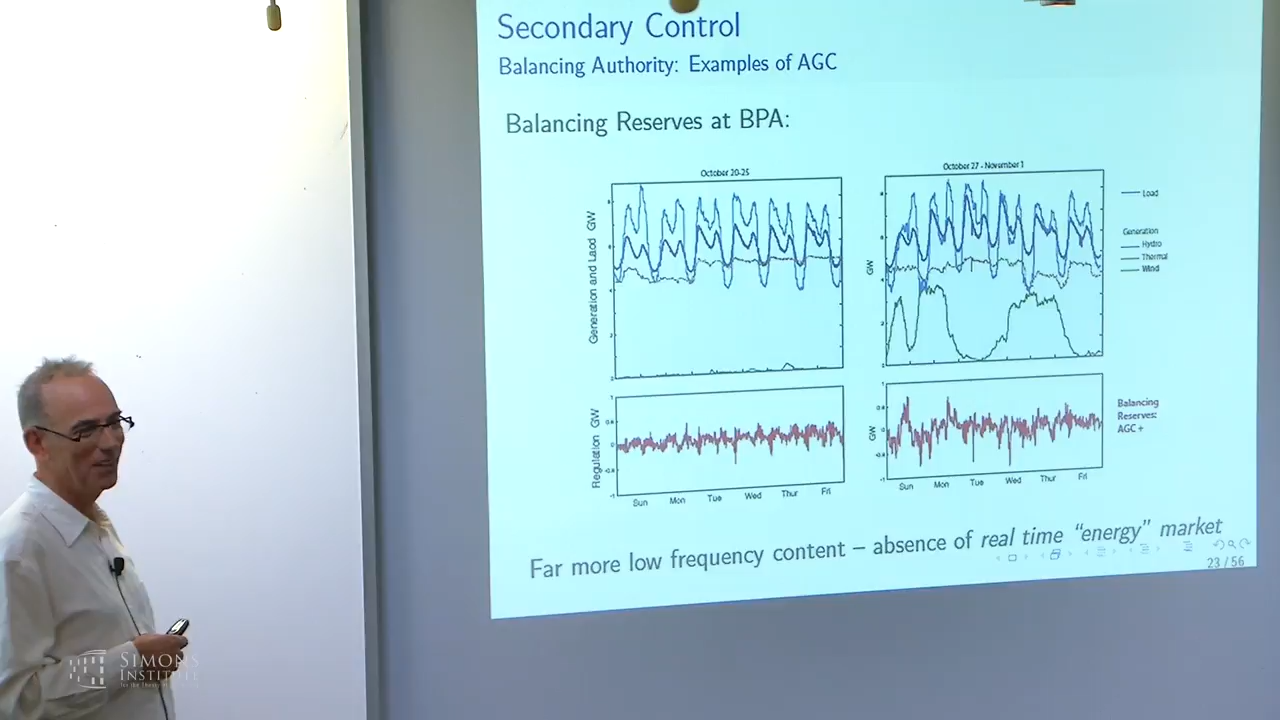 Secondary Control
Balancing Authority: Examples of AGC
Balancing Reserves at BPA:
October 20-25
October 27 - November 1
Generation and Laod GW
GW
Load
Generation
Hydro
Thermal
Wind
Regulation GW
GW
Balancing
Reserves:
AGC +
Sun Mon Tue Wed Thur Fri
Sun Mon Tue Wed Thur Fri
Far more low frequency content – absence of real time “energy” market
23 / 56
SIMONS
INSTITUTE